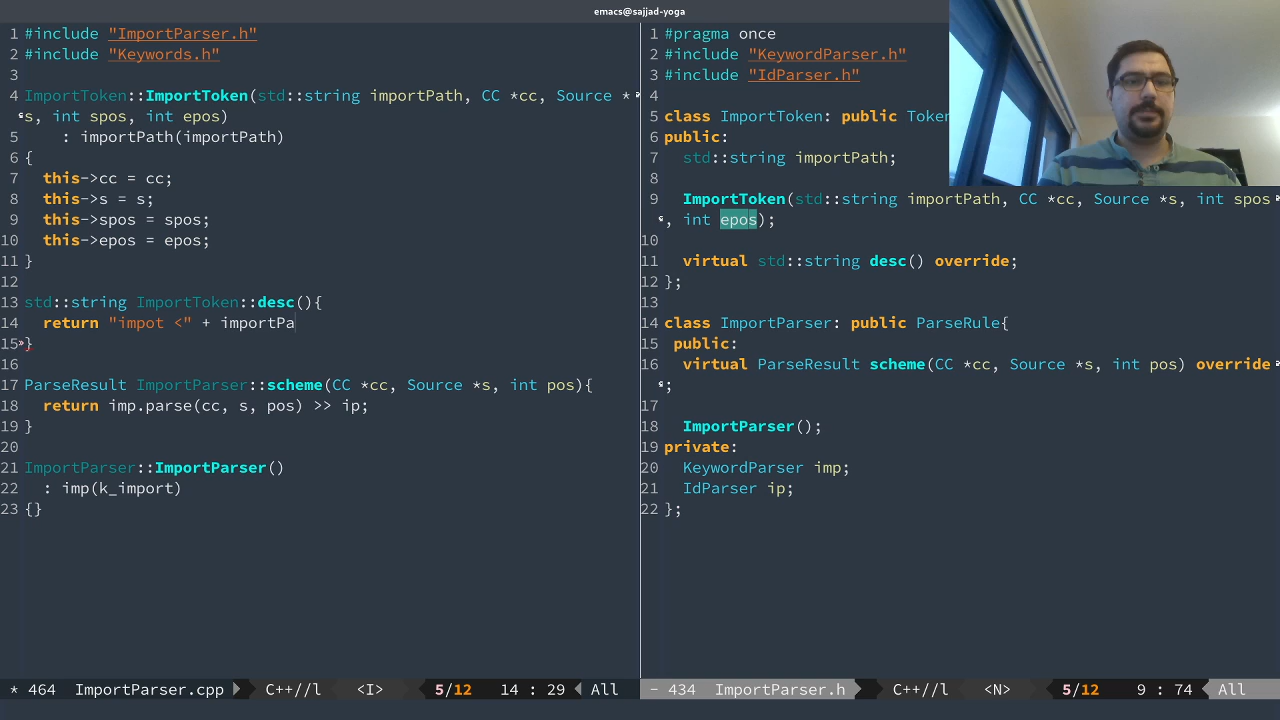 emacs@sajjad-yoga
1 #include "ImportParser.h"
2 #include "Keywords.h"
3
4 ImportToken::ImportToken(std::string importPath, CC *cc, Source *
s, int spos, int epos)
5     : importPath(importPath)
6 {
7   this->cc = cc;
8   this->s = s;
9   this->spos = spos;
10   this->epos = epos;
11 }
12
13 std::string ImportToken::desc(){
14   return "impot <" + importPa
15 }
16
17 ParseResult ImportParser::scheme(CC *cc, Source *s, int pos){
18   return imp.parse(cc, s, pos) >> ip;
19 }
20
21 ImportParser::ImportParser()
22   : imp(k_import)
23 {}
* 464 ImportParser.cpp C++//l <I> 5/12 14 : 29 All
1 #pragma once
2 #include "KeywordParser.h"
3 #include "IdParser.h"
4
5 class ImportToken: public Token
6 public:
7   std::string importPath;
8
9   ImportToken(std::string importPath, CC *cc, Source *s, int spos
, int epos);
10
11   virtual std::string desc() override;
12 };
13
14 class ImportParser: public ParseRule{
15  public:
16   virtual ParseResult scheme(CC *cc, Source *s, int pos) override
;
17
18   ImportParser();
19 private:
20   KeywordParser imp;
21   IdParser ip;
22 };
- 434 ImportParser.h C++//l <N> 5/12 9 : 74 All